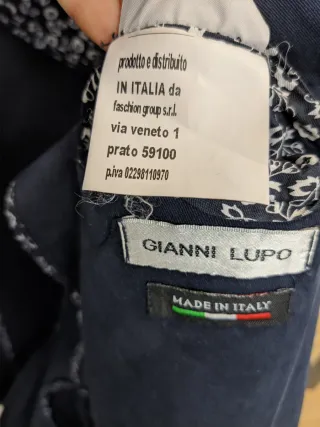 prodotto e distribuito
IN ITALIA da
faschion group s.r.l.
via veneto 1
prato 59100
p.iva 02298110970
GIANNI LUPO
MADE IN ITALY